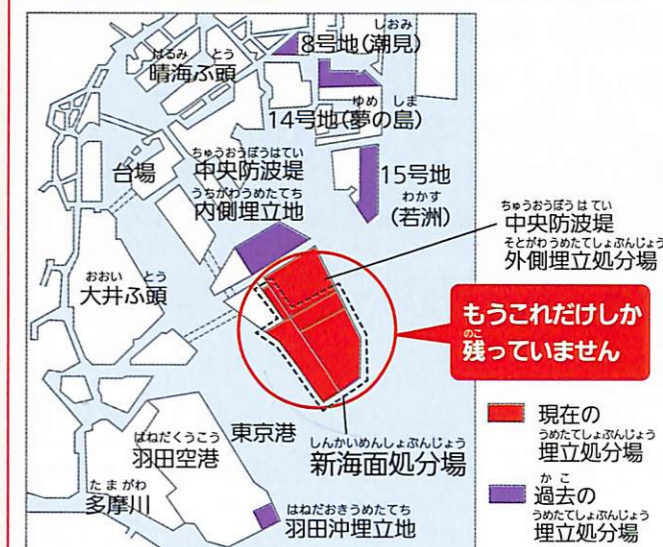 しおみ
8号地(潮見)
はるみ とう
晴海ふ頭
ゆめ しま
14号地(夢の島)
台場
ちゅうおうぼうはてい
中央防波堤
うちがわうめたてち
内側埋立地
15号地
わかす
(若洲)
ちゅうおうぼうはてい
中央防波堤
そとがわうめたてしょぶんじょう
外側埋立処分場
おおい とう
大井ふ頭
もうこれだけしか
のこ
残っていません
東京港
はねだくうこう
羽田空港
しんかいめんしょぶんじょう
新海面処分場
たまがわ
多摩川
はねだおきうめたてち
羽田沖埋立地
現在の
うめたてしょぶんじょう
埋立処分場
かこ
過去の
うめたてしょぶんじょう
埋立処分場